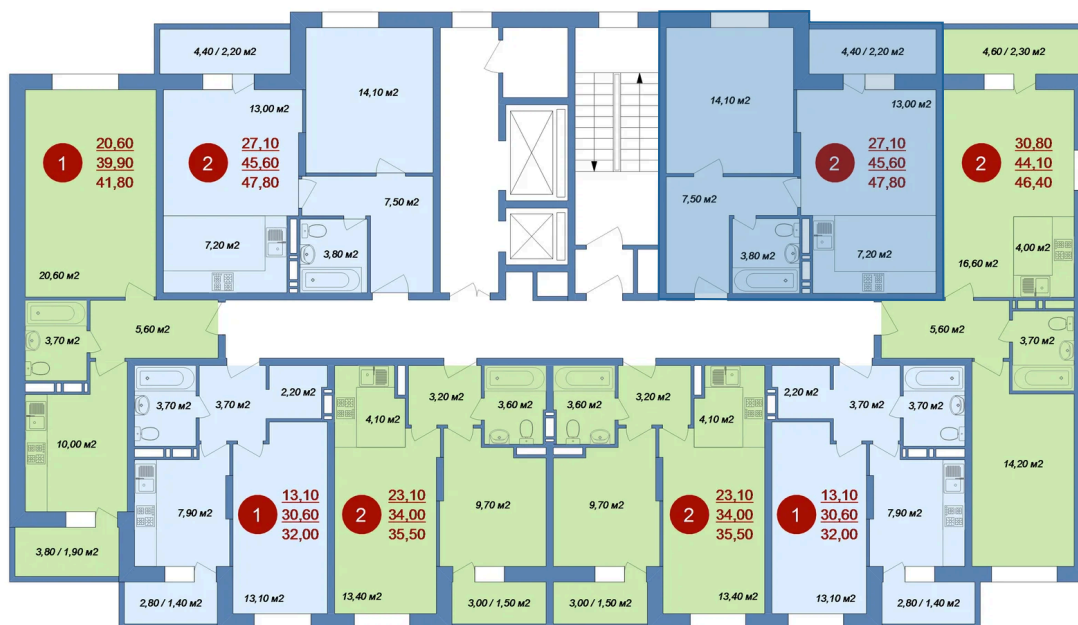 4,40 / 2,20 м2
14,10 м2
13,00 м2
2
27,10
45,60
47,80
7,20 м2
3,80 м2
7,50 м2
1
20,60
39,90
41,80
20,60 м2
5,60 м2
3,70 м2
10,00 м2
3,80 / 1,90 м2
14,10 м2
4,40 / 2,20 м2
13,00 м2
2
27,10
45,60
47,80
7,50 м2
3,80 м2
7,20 м2
4,60 / 2,30 м2
2
30,80
44,10
46,40
4,00 м2
16,60 м2
5,60 м2
3,70 м2
14,20 м2
3,70 м2
3,70 м2
2,20 м2
7,90 м2
1
13,10
30,60
32,00
13,10 м2
2,80 / 1,40 м2
4,10 м2
3,20 м2
3,60 м2
2
23,10
34,00
35,50
9,70 м2
13,40 м2
3,00 / 1,50 м2
3,60 м2
3,20 м2
4,10 м2
9,70 м2
2
23,10
34,00
35,50
3,00 / 1,50 м2
13,40 м2
2,20 м2
3,70 м2
3,70 м2
1
13,10
30,60
32,00
7,90 м2
13,10 м2
2,80 / 1,40 м2